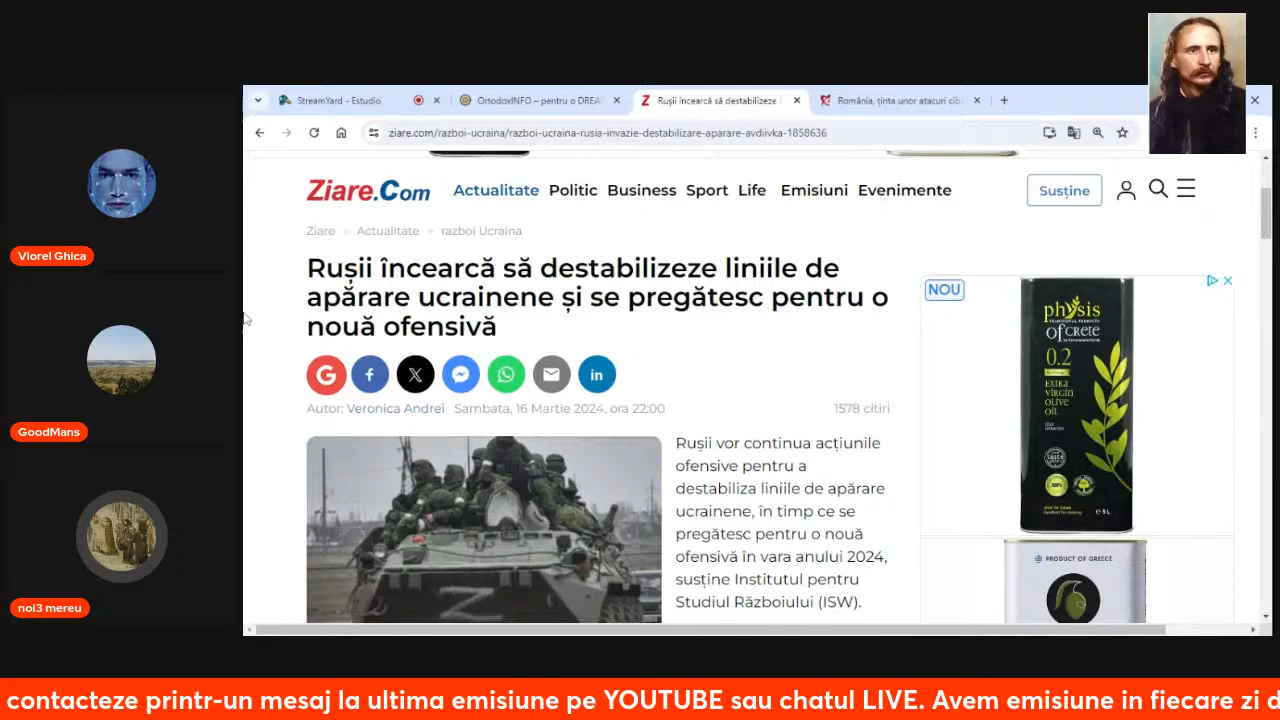 StreamYard - Estudio
OrtodoxINFO – pentru o DREA
Rușii încearcă să destabilizeze l
România, ținta unor atacuri cib
ziare.com/razboi-ucraina/razboi-ucraina-rusia-invazie-destabilizare-aparare-avdiivka-1858636
Ziare.Com
Actualitate Politic Business Sport Life Emisiuni Evenimente
Susține
Ziare » Actualitate > razboi Ucraina
Rușii încearcă să destabilizeze liniile de
apărare ucrainene și se pregătesc pentru o
nouă ofensivă
Autor: Veronica Andrei Sambata, 16 Martie 2024, ora 22:00
1578 citiri
Rușii vor continua acțiunile
ofensive pentru a
destabiliza liniile de apărare
ucrainene, în timp ce se
pregătesc pentru o nouă
ofensivă în vara anului 2024,
susține Institutul pentru
Studiul Războiului (ISW).
NOU
physis
of CRETE
0.2
EXTRA
VIRGIN
OLIVE
OIL
5L
PRODUCT OF GREECE
Viorel Ghica
GoodMans
noi3 mereu
contacteze printr-un mesaj la ultima emisiune pe YOUTUBE sau chatul LIVE. Avem emisiune in fiecare zi d